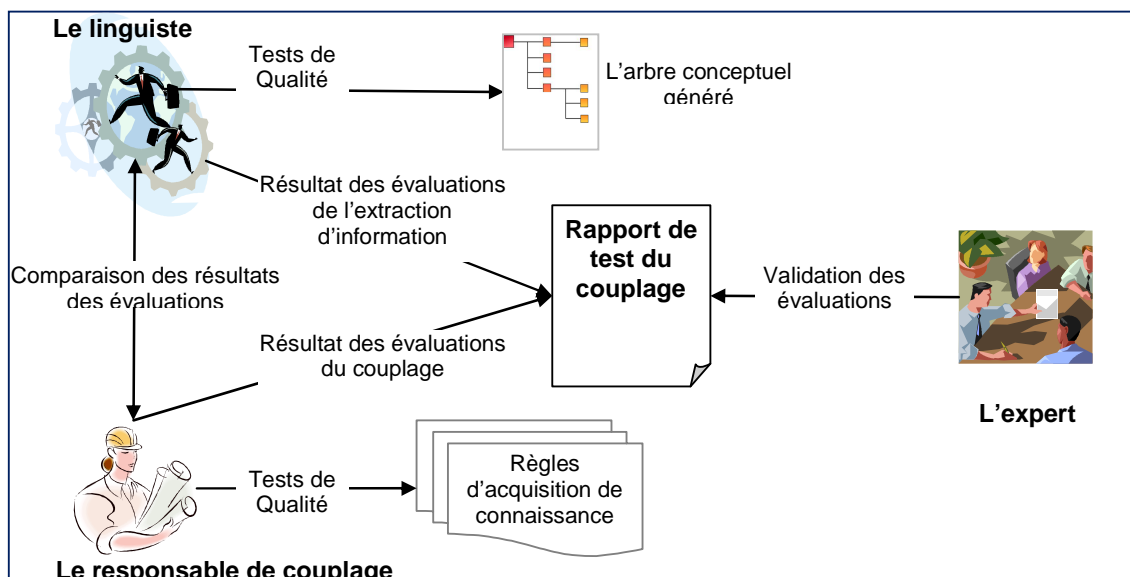 Le linguiste
Tests de
Qualité
L'arbre conceptuel
généré
Résultat des évaluations
de l'extraction
d'information
Rapport de
test du
couplage
Comparaison des résultats
des évaluations
Validation des
évaluations
Résultat des évaluations
du couplage
L'expert
Tests de
Qualité
Règles
d'acquisition de
connaissance
Le responsable de couplage